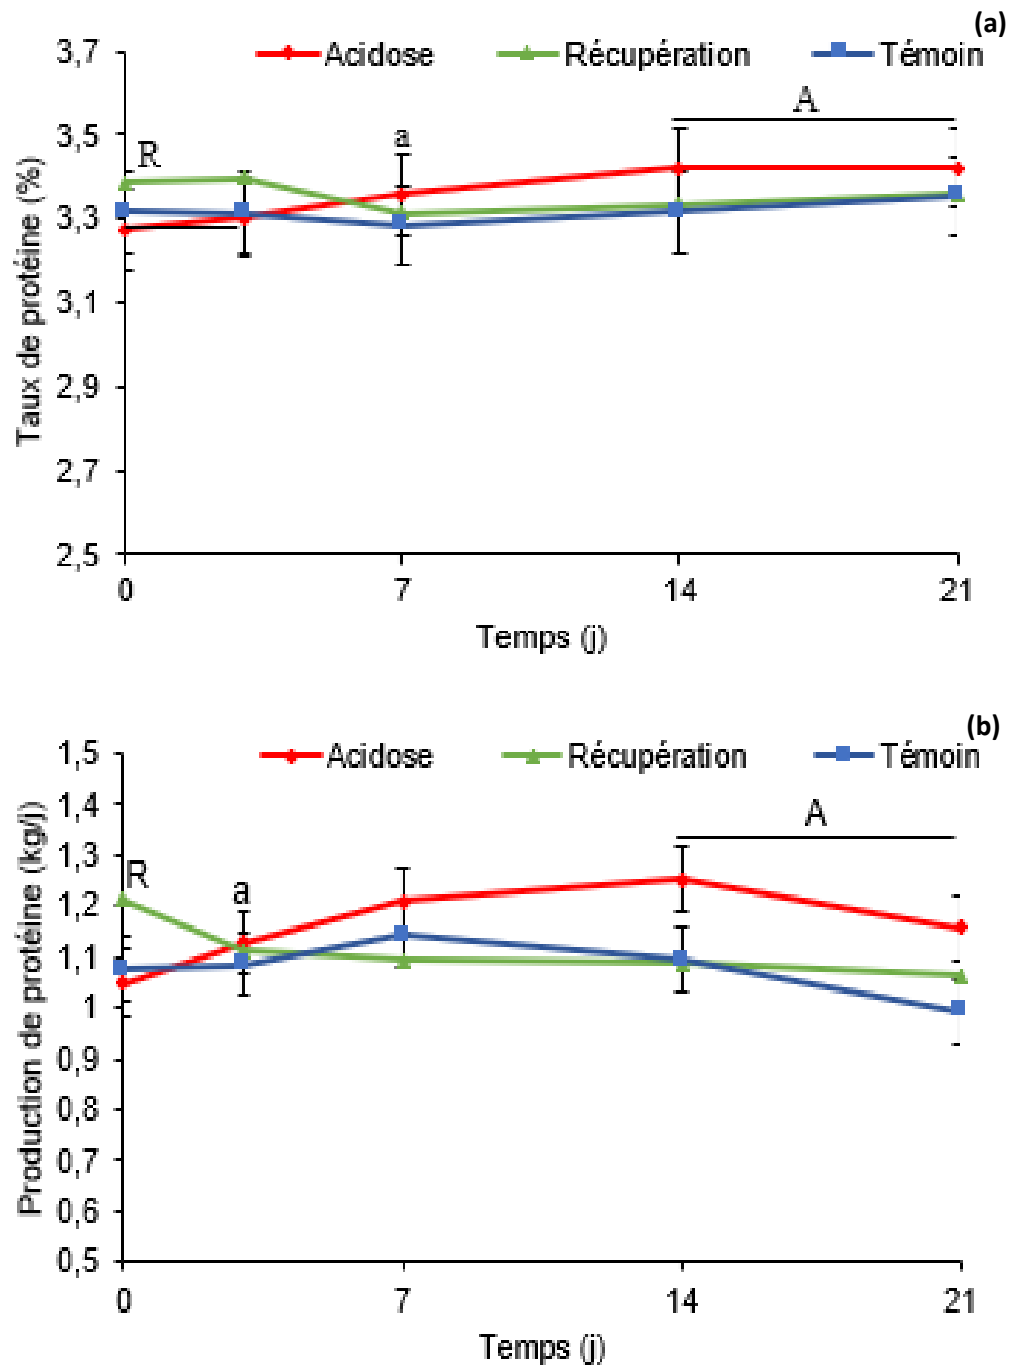 (a)
3,7
Acidose Récupération Témoin
A
3,5
R
a
3,3
3,1
2,9
2,7
2,5
0 7 14 21
Taux de protéine (%)
Temps (j)
(b)
1,5
Acidose Récupération Témoin
1,4
A
1,3
R
a
1,2
1,1
1
0,9
0,8
0,7
0,6
0,5
0 7 14 21
Production de protéine (kg/j)
Temps (j)